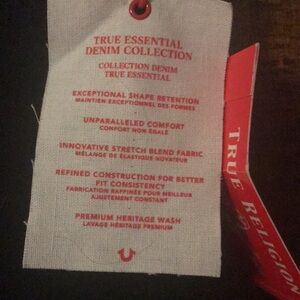 TRUE ESSENTIAL
DENIM COLLECTION
COLLECTION DENIM
TRUE ESSENTIAL
EXCEPTIONAL SHAPE RETENTION
MAINTIEN EXCEPTIONNEL DES FORMES
UNPARALLELED COMFORT
CONFORT NON ÉGALÉ
INNOVATIVE STRETCH BLEND FABRIC
MÉLANGE DE ÉLASTIQUE NOVATEUR
REFINED CONSTRUCTION FOR BETTER
FIT CONSISTENCY
FABRICATION RAFFINÉE POUR MEILLEUR
AJUSTEMENT CONSTANT
PREMIUM HERITAGE WASH
LAVAGE HÉRITAGE PREMIUM
TRUE RELIGION